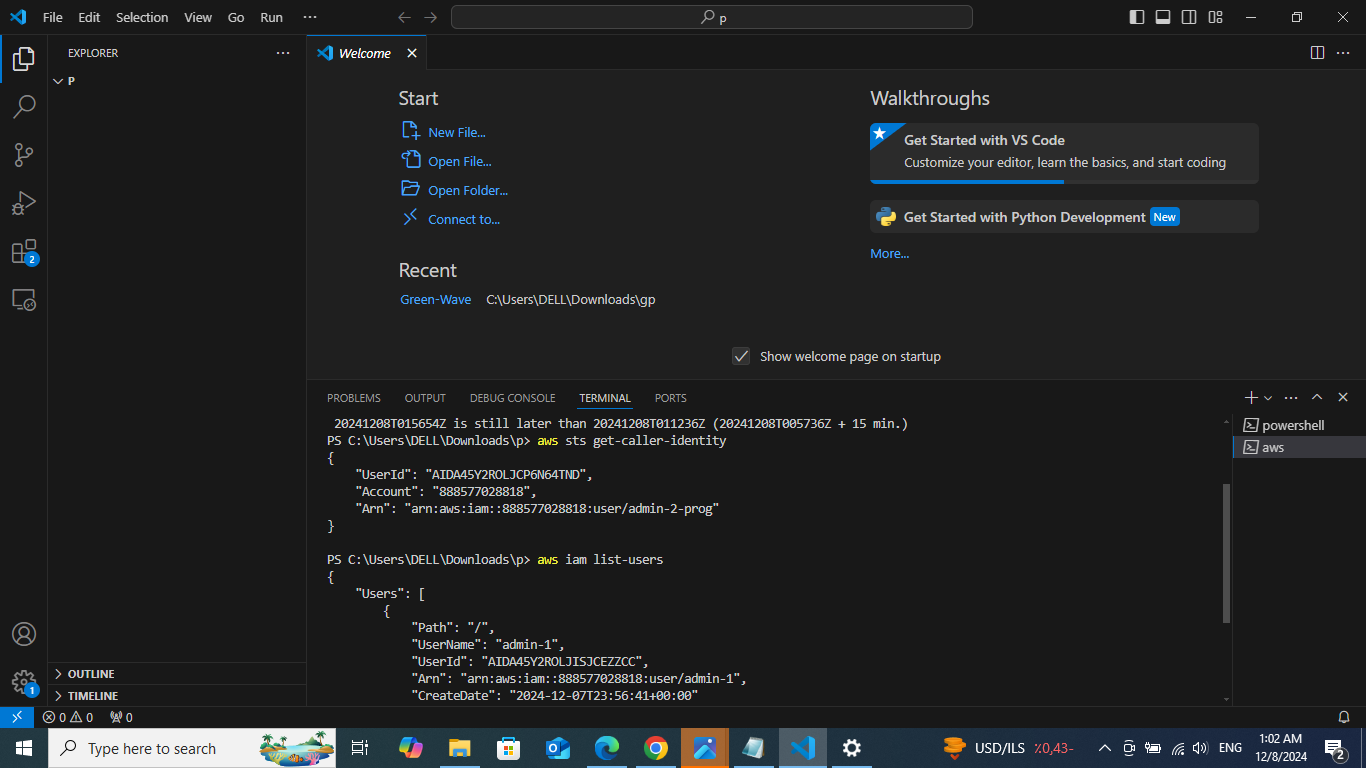 File Edit Selection View Go Run ···
p
EXPLORER ···
P
OUTLINE
TIMELINE
Welcome
Start
New File...
Open File...
Open Folder...
Connect to...
Recent
Green-Wave C:\Users\DELL\Downloads\gp
Walkthroughs
Get Started with VS Code
Customize your editor, learn the basics, and start coding
Get Started with Python Development New
More...
Show welcome page on startup
PROBLEMS OUTPUT DEBUG CONSOLE TERMINAL PORTS
20241208T015654Z is still later than 20241208T011236Z (20241208T005736Z + 15 min.)
PS C:\Users\DELL\Downloads\p> aws sts get-caller-identity
{
"UserId": "AIDA45Y2ROLJCP6N64TND",
"Account": "888577028818",
"Arn": "arn:aws:iam::888577028818:user/admin-2-prog"
}
PS C:\Users\DELL\Downloads\p> aws iam list-users
{
"Users": [
{
"Path": "/",
"UserName": "admin-1",
"UserId": "AIDA45Y2ROLJISJCEZZCC",
"Arn": "arn:aws:iam::888577028818:user/admin-1",
"CreateDate": "2024-12-07T23:56:41+00:00"
powershell
aws
2
1
0 0 0
Type here to search
USD/ILS ٪0,43-
ENG
1:02 AM
12/8/2024
2